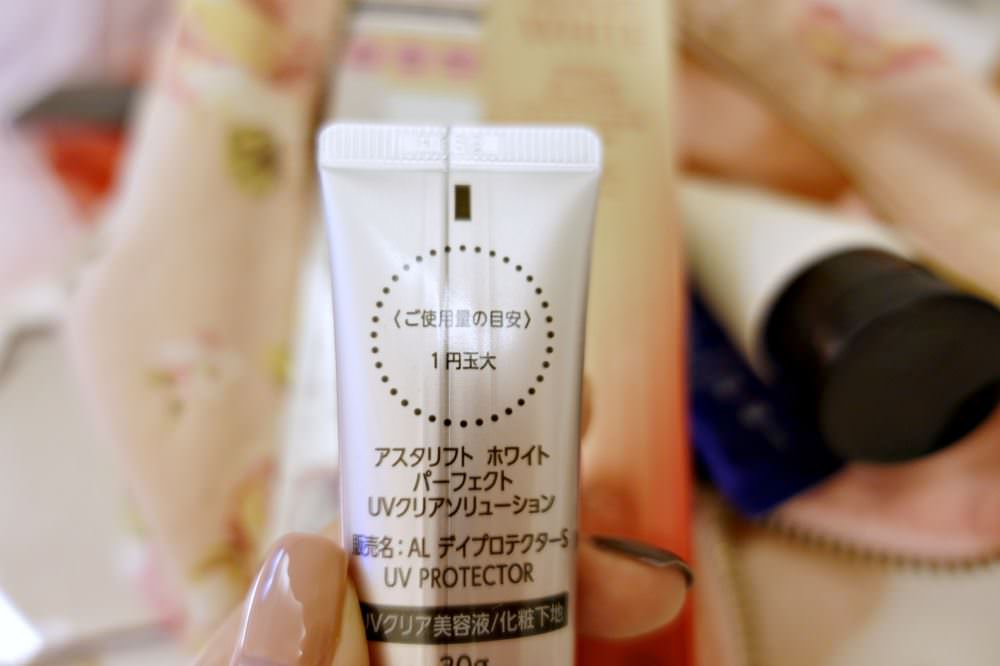 〈ご使用量の目安〉
1円玉大
アスタリフト ホワイト
パーフェクト
UVクリアソリューション
販売名：AL デイプロテクターS
UV PROTECTOR
UVクリア美容液/化粧下地
30g